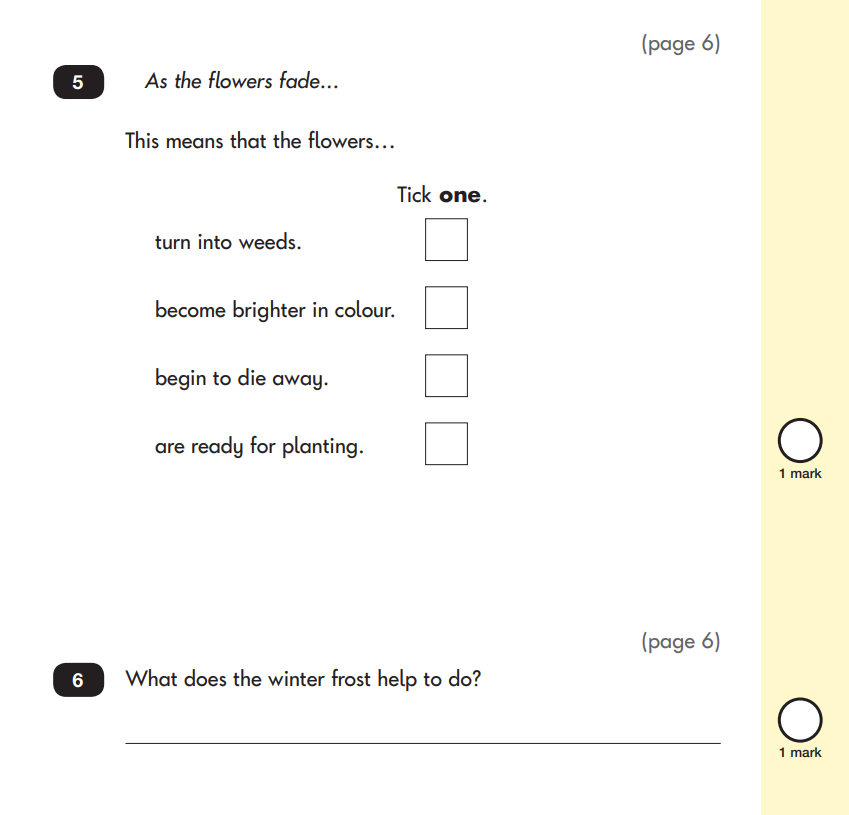 (page 6)
5 As the flowers fade...
This means that the flowers...
Tick one.
turn into weeds.
become brighter in colour.
begin to die away.
are ready for planting.
1 mark
(page 6)
6 What does the winter frost help to do?
1 mark